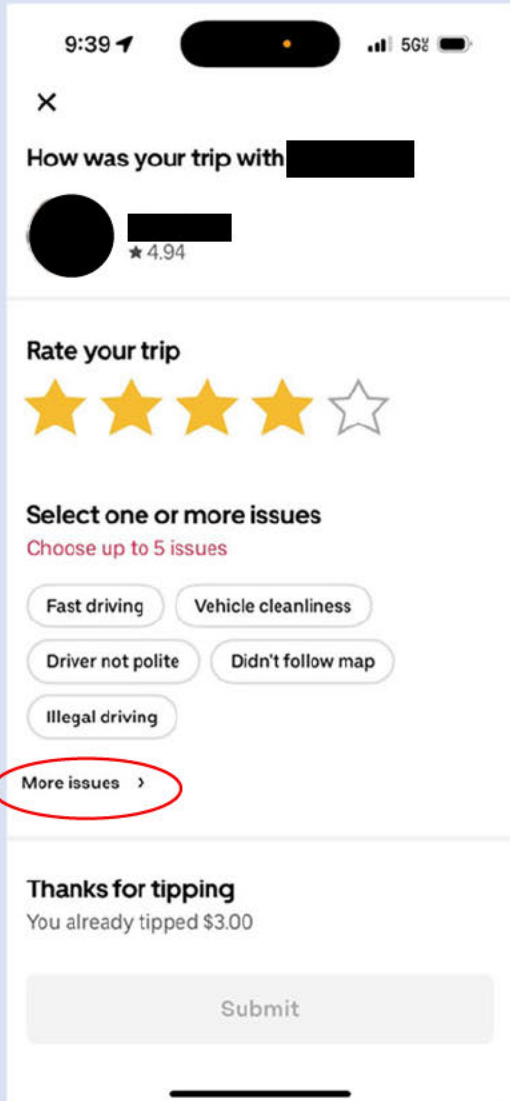 9:39
5G
How was your trip with
4.94
Rate your trip
Select one or more issues
Choose up to 5 issues
Fast driving
Vehicle cleanliness
Driver not polite
Didn't follow map
Illegal driving
More issues
Thanks for tipping
You already tipped $3.00
Submit